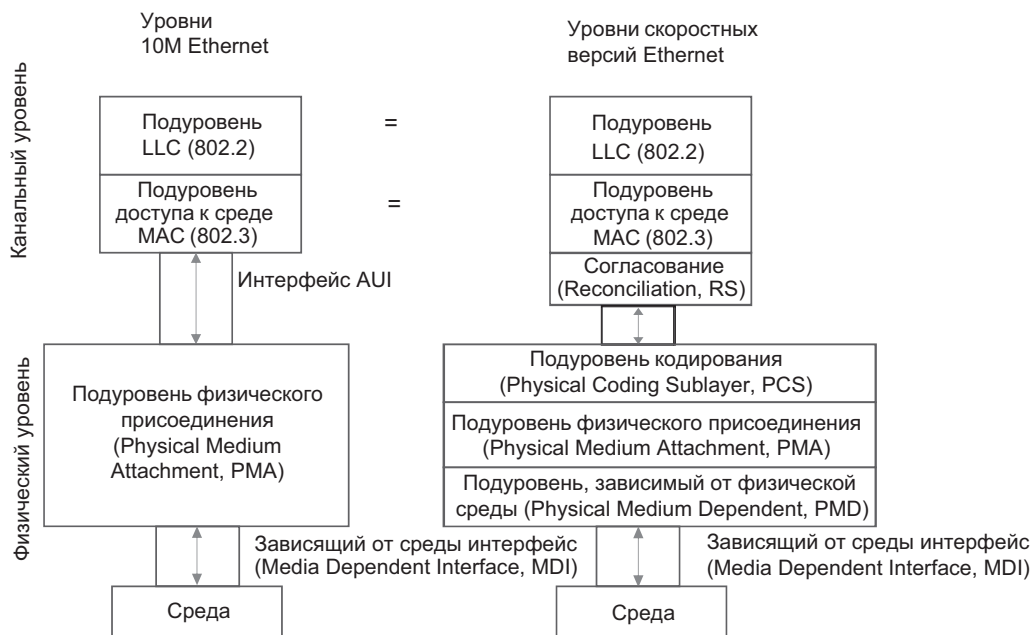 Уровни
10M Ethernet
Уровни скоростных
версий Ethernet
Канальный уровень
Подуровень
LLC (802.2)
=
Подуровень
LLC (802.2)
Подуровень
доступа к среде
MAC (802.3)
=
Подуровень
доступа к среде
MAC (802.3)
Интерфейс AUI
Согласование
(Reconciliation, RS)
Физический уровень
Подуровень физического
присоединения
(Physical Medium
Attachment, PMA)
Подуровень кодирования
(Physical Coding Sublayer, PCS)
Подуровень физического присоединения
(Physical Medium Attachment, PMA)
Подуровень, зависимый от физической
среды (Physical Medium Dependent, PMD)
Зависящий от среды интерфейс
(Media Dependent Interface, MDI)
Зависящий от среды интерфейс
(Media Dependent Interface, MDI)
Среда
Среда